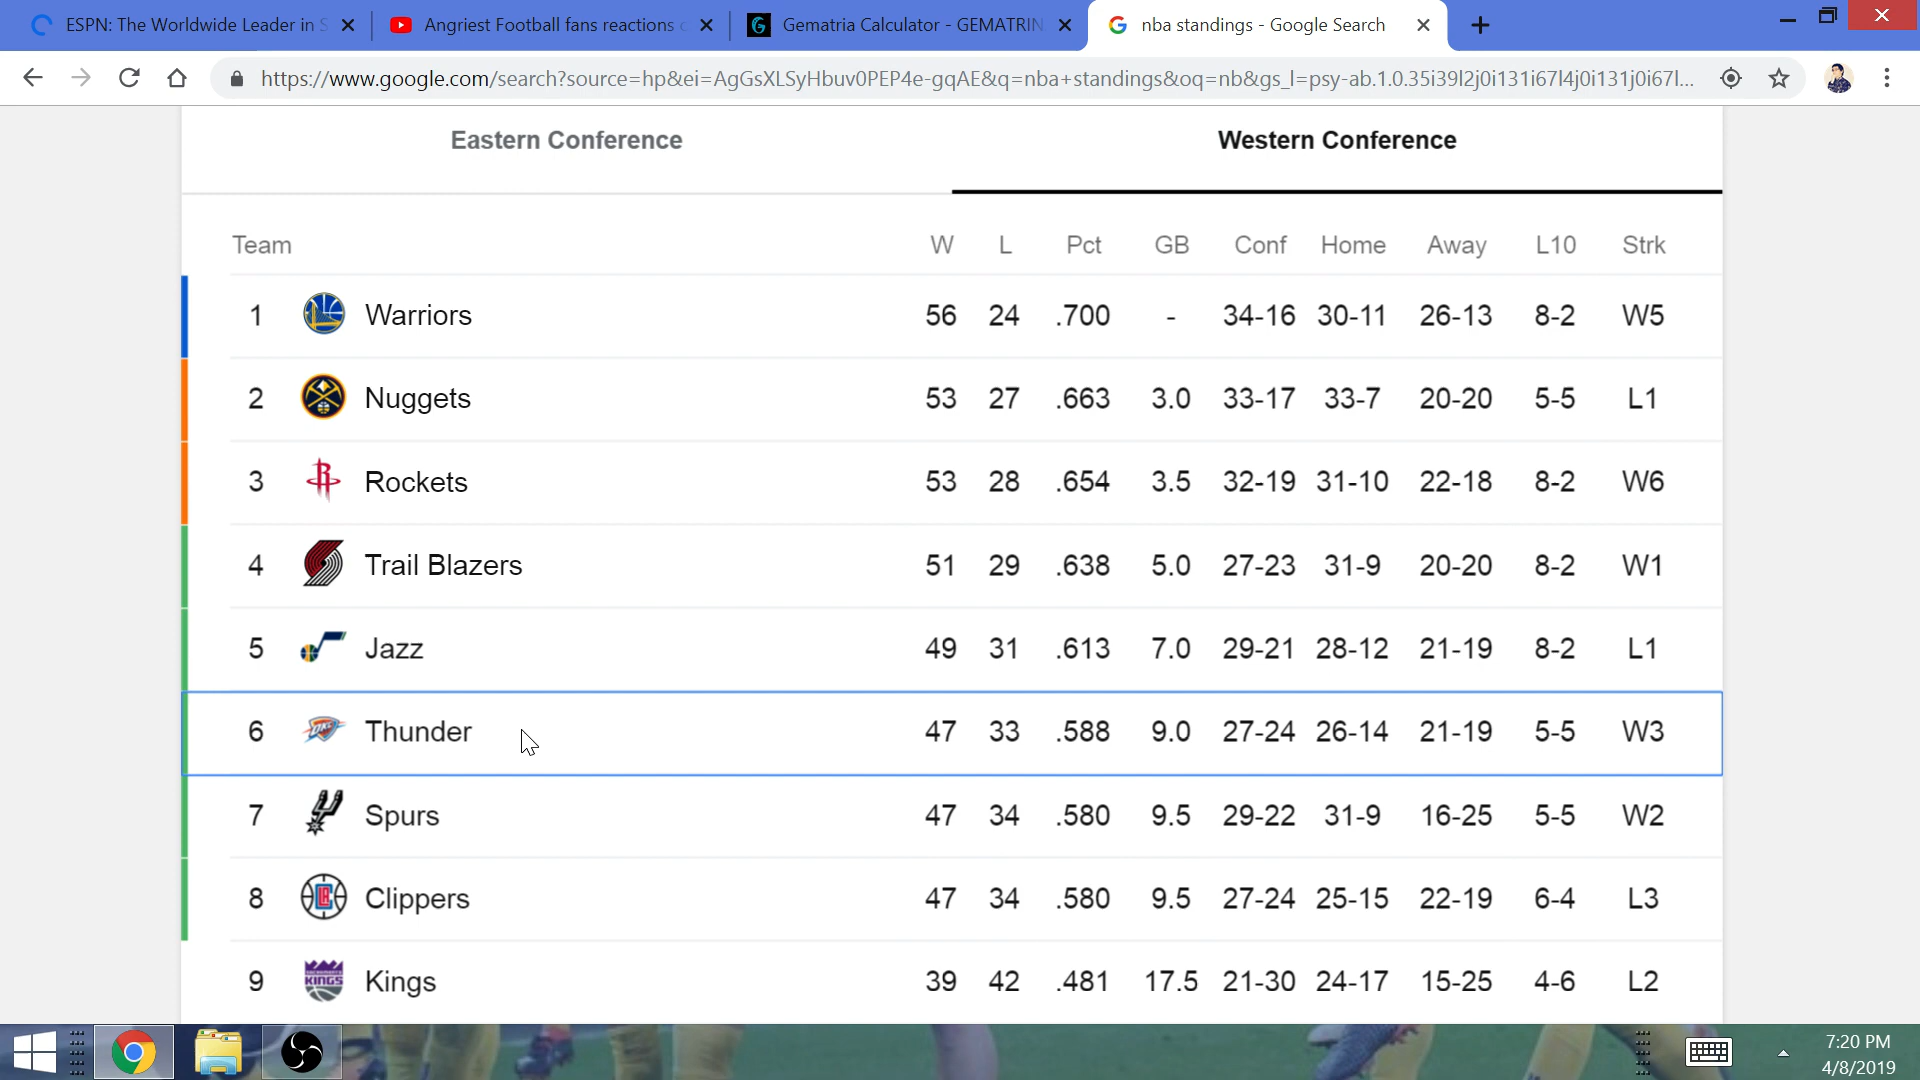 ESPN: The Worldwide Leader in S
Angriest Football fans reactions c
Gematria Calculator - GEMATRIN
nba standings - Google Search
https://www.google.com/search?source=hp&ei=AgGsXLSyHbuv0PEP4e-gqAE&q=nba+standings&oq=nb&gs_l=psy-ab.1.0.35i39l2j0i131i67l4j0i131j0i67l...
Eastern Conference Western Conference
Team W L Pct GB Conf Home Away L10 Strk
1 Warriors 56 24 .700 - 34-16 30-11 26-13 8-2 W5
2 Nuggets 53 27 .663 3.0 33-17 33-7 20-20 5-5 L1
3 Rockets 53 28 .654 3.5 32-19 31-10 22-18 8-2 W6
4 Trail Blazers 51 29 .638 5.0 27-23 31-9 20-20 8-2 W1
5 Jazz 49 31 .613 7.0 29-21 28-12 21-19 8-2 L1
6 OKC Thunder 47 33 .588 9.0 27-24 26-14 21-19 5-5 W3
7 Spurs 47 34 .580 9.5 29-22 31-9 16-25 5-5 W2
8 LA Clippers 47 34 .580 9.5 27-24 25-15 22-19 6-4 L3
9 KINGS Kings 39 42 .481 17.5 21-30 24-17 15-25 4-6 L2
7:20 PM
4/8/2019